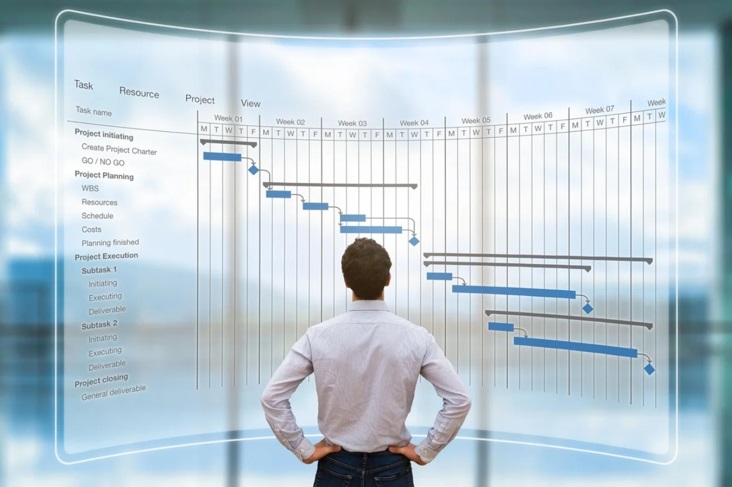 Task Resource Project View
Task name
Week 01 Week 02 Week 03 Week 04 Week 05 Week 06 Week 07 Week
M T W T F M T W T F M T W T F M T W T F M T W T F M T W T F M T W T F M T W
Project initiating
Create Project Charter
GO / NO GO
Project Planning
WBS
Resources
Schedule
Costs
Planning finished
Project Execution
Subtask 1
Initiating
Executing
Deliverable
Subtask 2
Initiating
Executing
Deliverable
Project closing
General deliverable